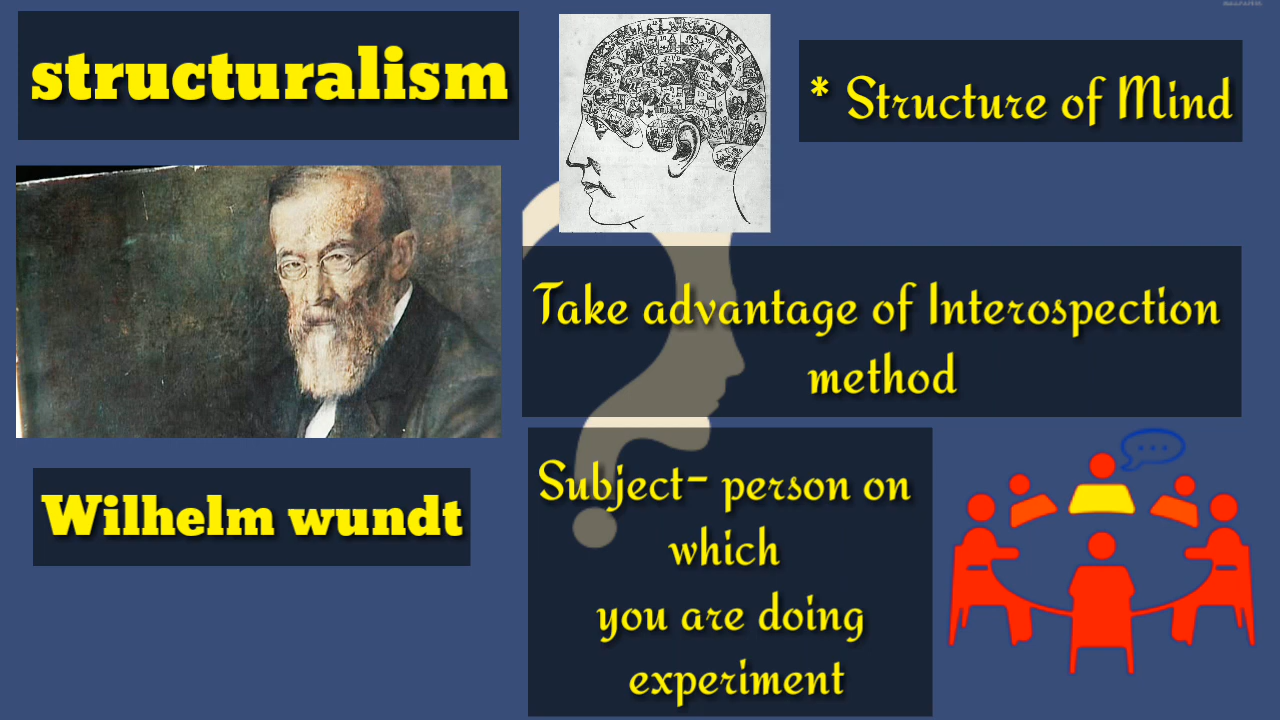 structuralism
* Structure of Mind
Take advantage of Interospection
method
Wilhelm wundt
Subject- person on
which
you are doing
experiment